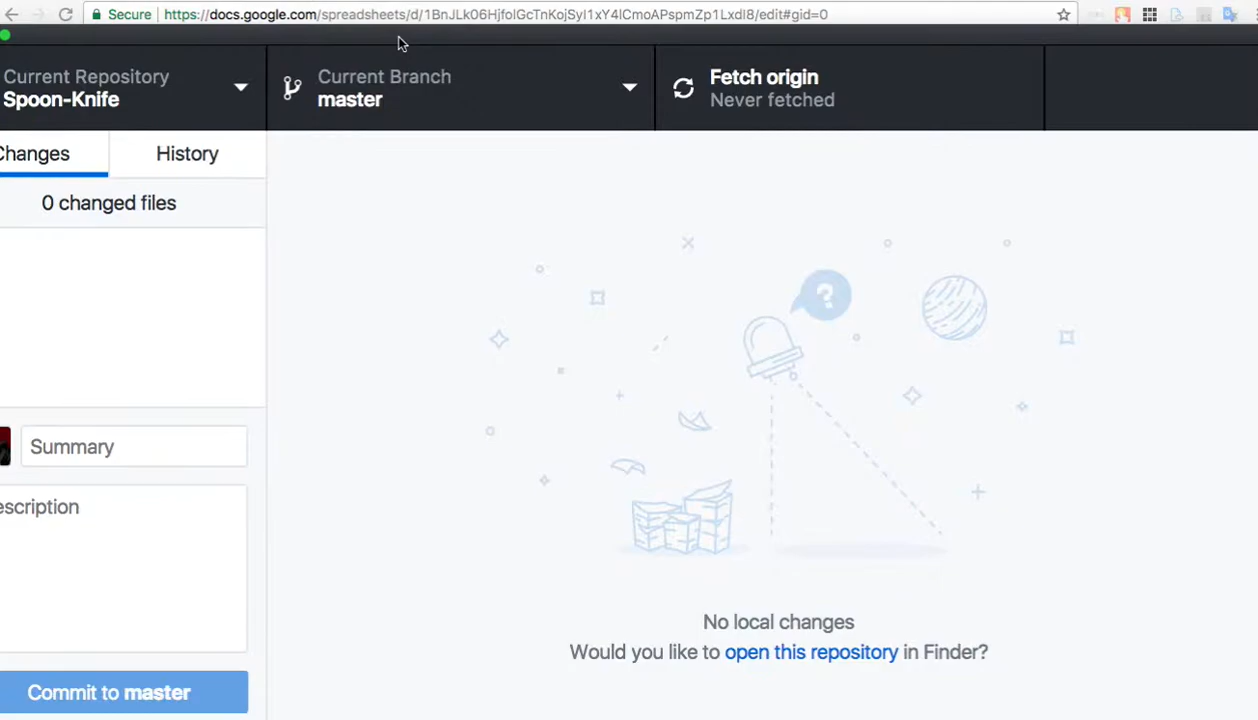 Secure https://docs.google.com/spreadsheets/d/1BnJLk06HjfolGcTnKojSyI1xY4lCmoAPspmZp1Lxdl8/edit#gid=0
Current Repository
Spoon-Knife
Current Branch
master
Fetch origin
Never fetched
Changes
History
0 changed files
Summary
escription
Commit to master
?
No local changes
Would you like to open this repository in Finder?